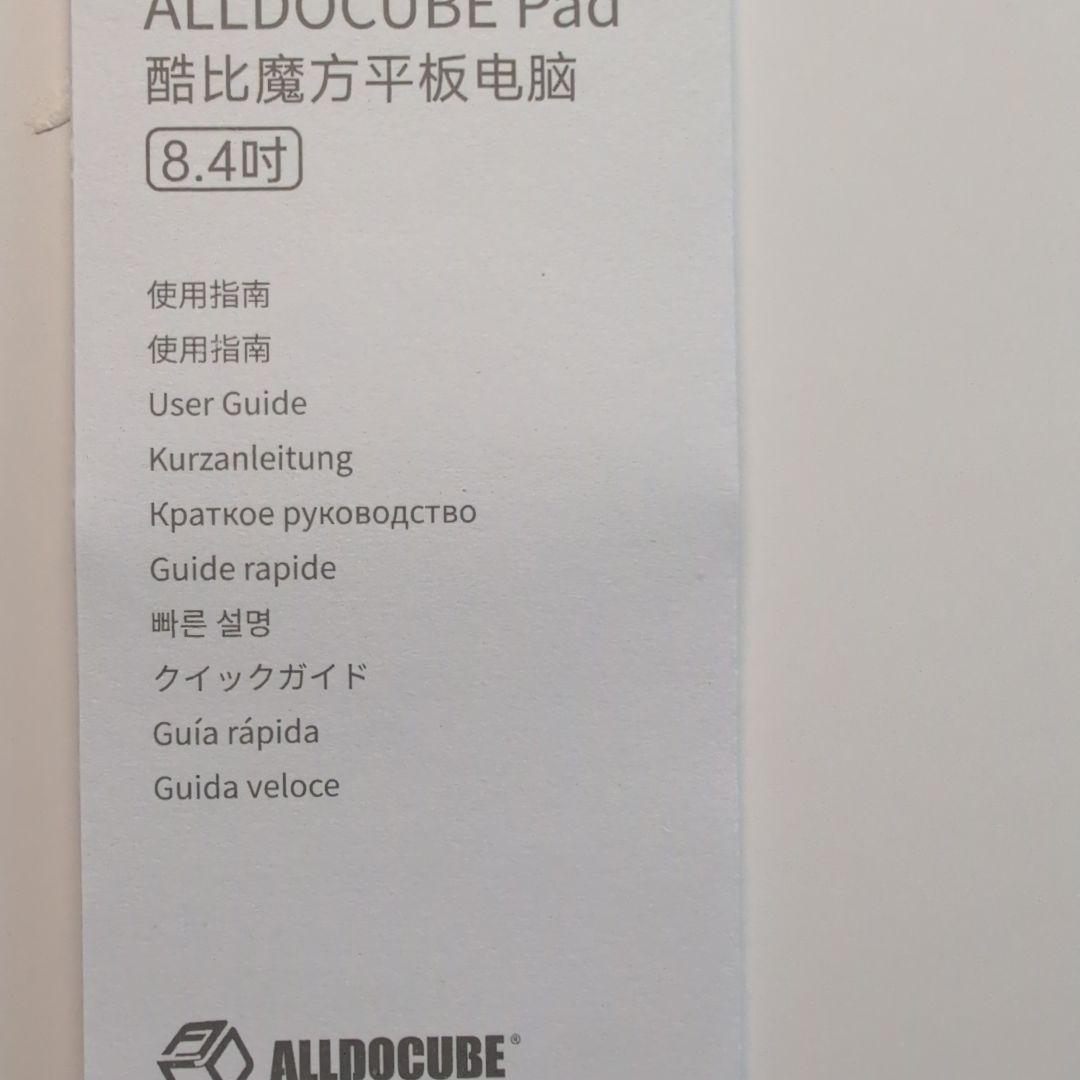 ALLDOCUBE Pad
酷比魔方平板电脑
8.4吋
使用指南
使用指南
User Guide
Kurzanleitung
Краткое руководство
Guide rapide
빠른 설명
クイックガイド
Guía rápida
Guida veloce
ALLDOCUBE®